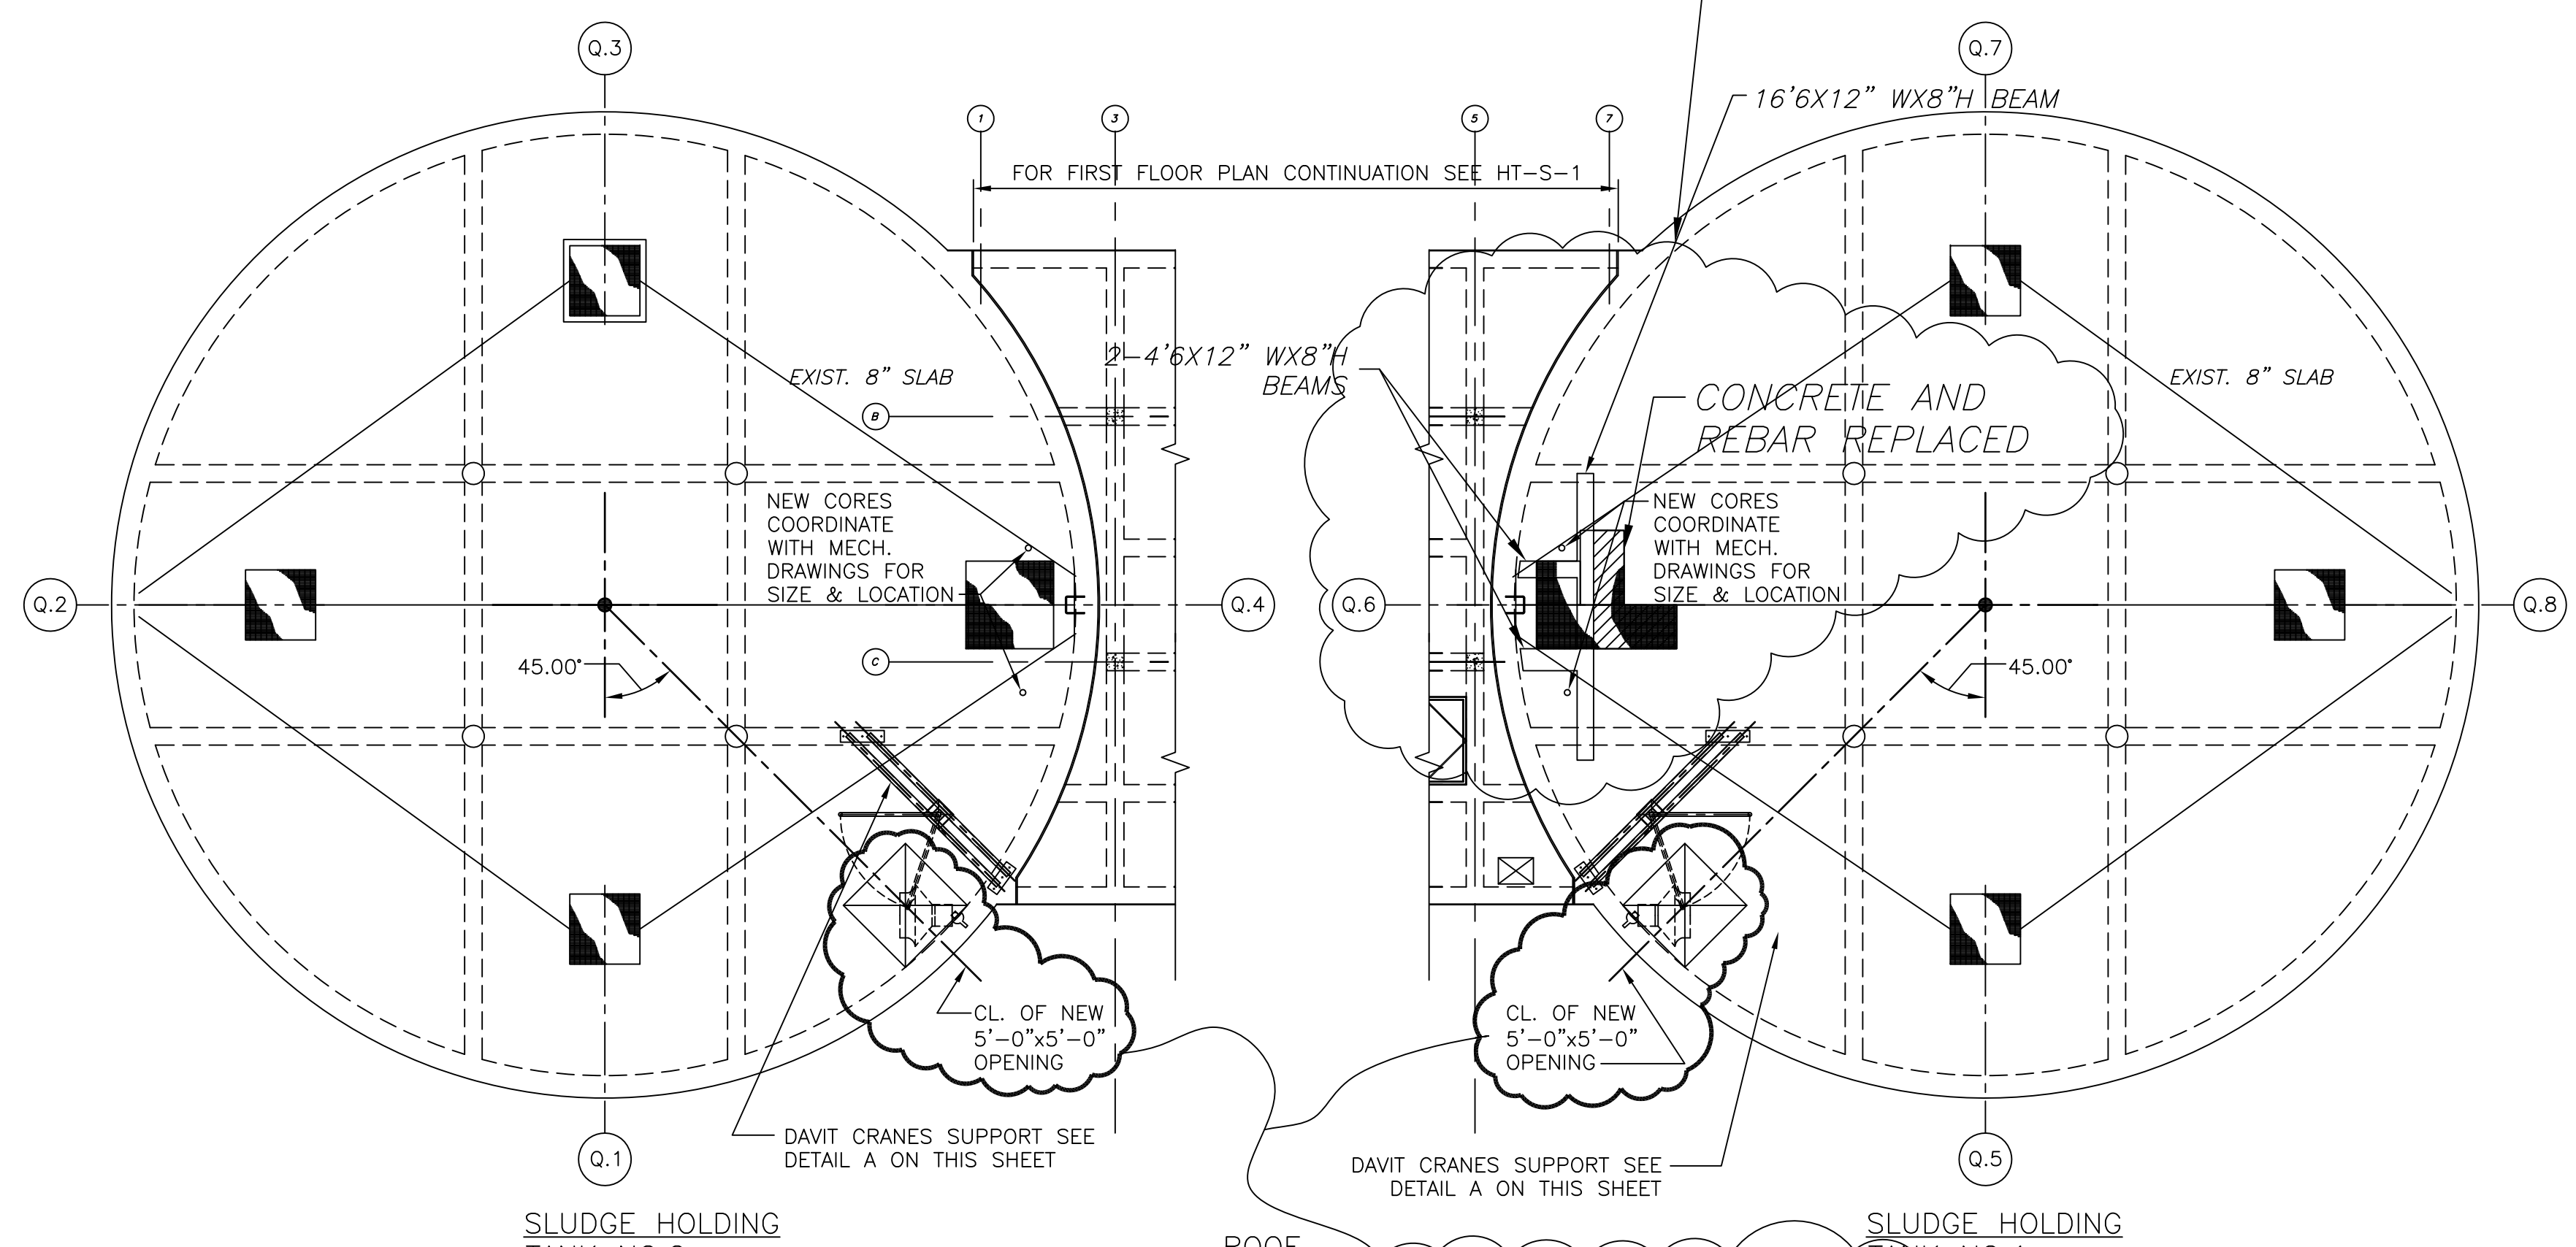 Q.3
Q.7
16'6X12" WX8"H BEAM
1
3
5
7
FOR FIRST FLOOR PLAN CONTINUATION SEE HT-S-1
2-4'6X12" WX8"H
BEAMS
EXIST. 8" SLAB
EXIST. 8" SLAB
CONCRETE AND
REBAR REPLACED
B
NEW CORES
COORDINATE
WITH MECH.
DRAWINGS FOR
SIZE & LOCATION
NEW CORES
COORDINATE
WITH MECH.
DRAWINGS FOR
SIZE & LOCATION
Q.2
Q.4
Q.6
Q.8
C
45.00°
45.00°
CL. OF NEW
5'-0"x5'-0"
OPENING
CL. OF NEW
5'-0"x5'-0"
OPENING
DAVIT CRANES SUPPORT SEE
DETAIL A ON THIS SHEET
DAVIT CRANES SUPPORT SEE
DETAIL A ON THIS SHEET
Q.1
Q.5
SLUDGE HOLDING
SLUDGE HOLDING